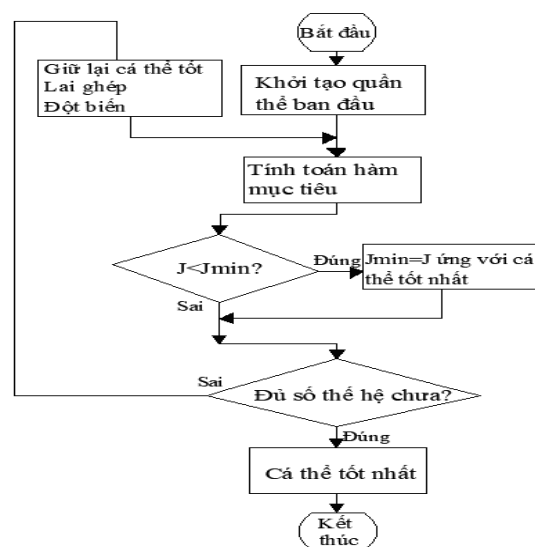 Bắt đầu
Giữ lại cá thể tốt
Lai ghép
Đột biến
Khởi tạo quần
thể ban đầu
Tính toán hàm
mục tiêu
J<Jmin?
Đúng
Jmin=J ứng với cá
thể tốt nhất
Sai
Sai
Đủ số thế hệ chưa?
Đúng
Cá thể tốt nhất
Kết
thúc